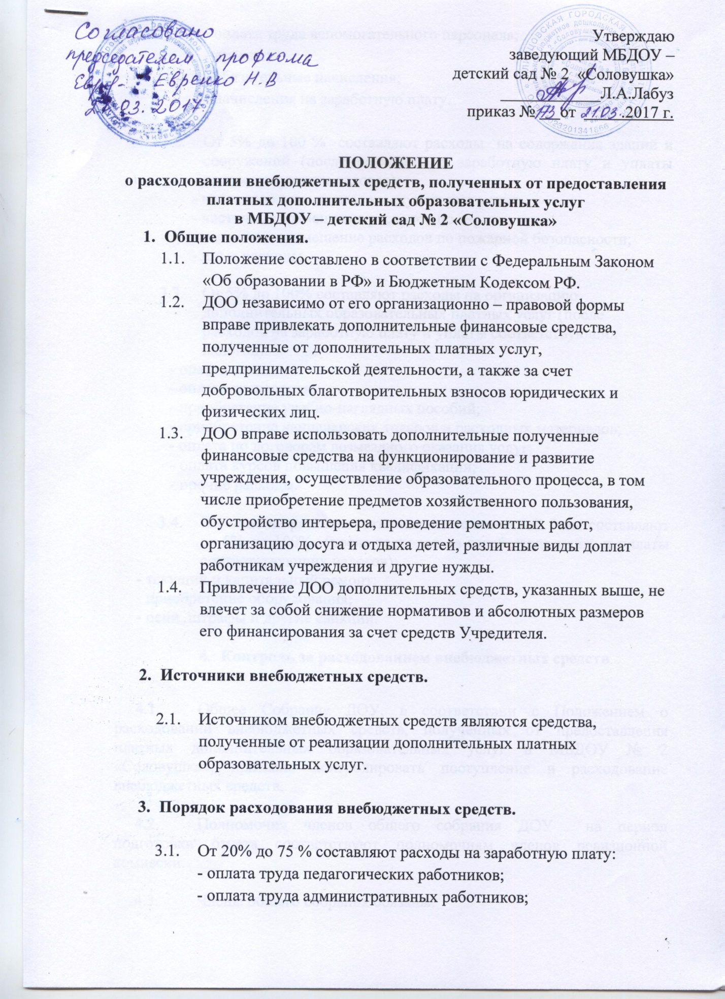 Согласовано
председателем профкома
Евренко Н.В
21.03.2017
Утверждаю
заведующий МБДОУ –
детский сад № 2 «Соловушка»
Л.А.Лабуз
приказ № 173 от 21.03.2017 г.
ПОЛОЖЕНИЕ
о расходовании внебюджетных средств, полученных от предоставления
платных дополнительных образовательных услуг
в МБДОУ – детский сад № 2 «Соловушка»
1. Общие положения.
1.1. Положение составлено в соответствии с Федеральным Законом
«Об образовании в РФ» и Бюджетным Кодексом РФ.
1.2. ДОО независимо от его организационно – правовой формы
вправе привлекать дополнительные финансовые средства,
полученные от дополнительных платных услуг,
предпринимательской деятельности, а также за счет
добровольных благотворительных взносов юридических и
физических лиц.
1.3. ДОО вправе использовать дополнительные полученные
финансовые средства на функционирование и развитие
учреждения, осуществление образовательного процесса, в том
числе приобретение предметов хозяйственного пользования,
обустройство интерьера, проведение ремонтных работ,
организацию досуга и отдыха детей, различные виды доплат
работникам учреждения и другие нужды.
1.4. Привлечение ДОО дополнительных средств, указанных выше, не
влечет за собой снижение нормативов и абсолютных размеров
его финансирования за счет средств Учредителя.
2. Источники внебюджетных средств.
2.1. Источником внебюджетных средств являются средства,
полученные от реализации дополнительных платных
образовательных услуг.
3. Порядок расходования внебюджетных средств.
3.1. От 20% до 75 % составляют расходы на заработную плату:
- оплата труда педагогических работников;
- оплата труда административных работников;